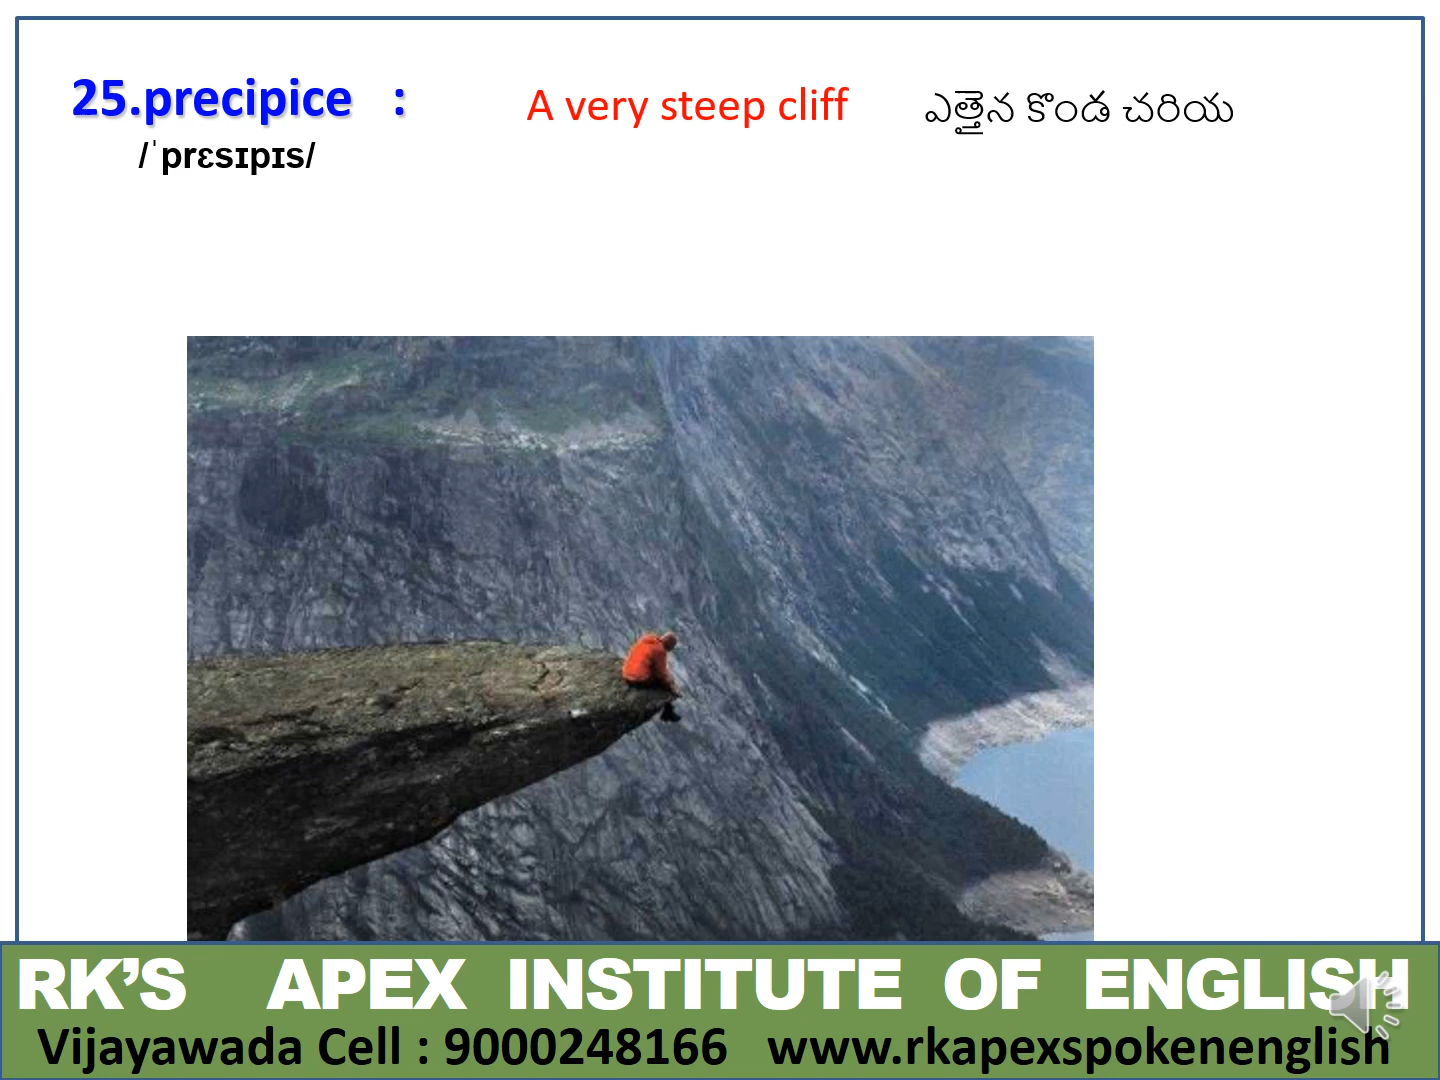 25.precipice : A very steep cliff ఎత్తైన కొండ చరియ
/ˈprɛsɪpɪs/
RK’S APEX INSTITUTE OF ENGLISH
Vijayawada Cell : 9000248166 www.rkapexspokenenglish